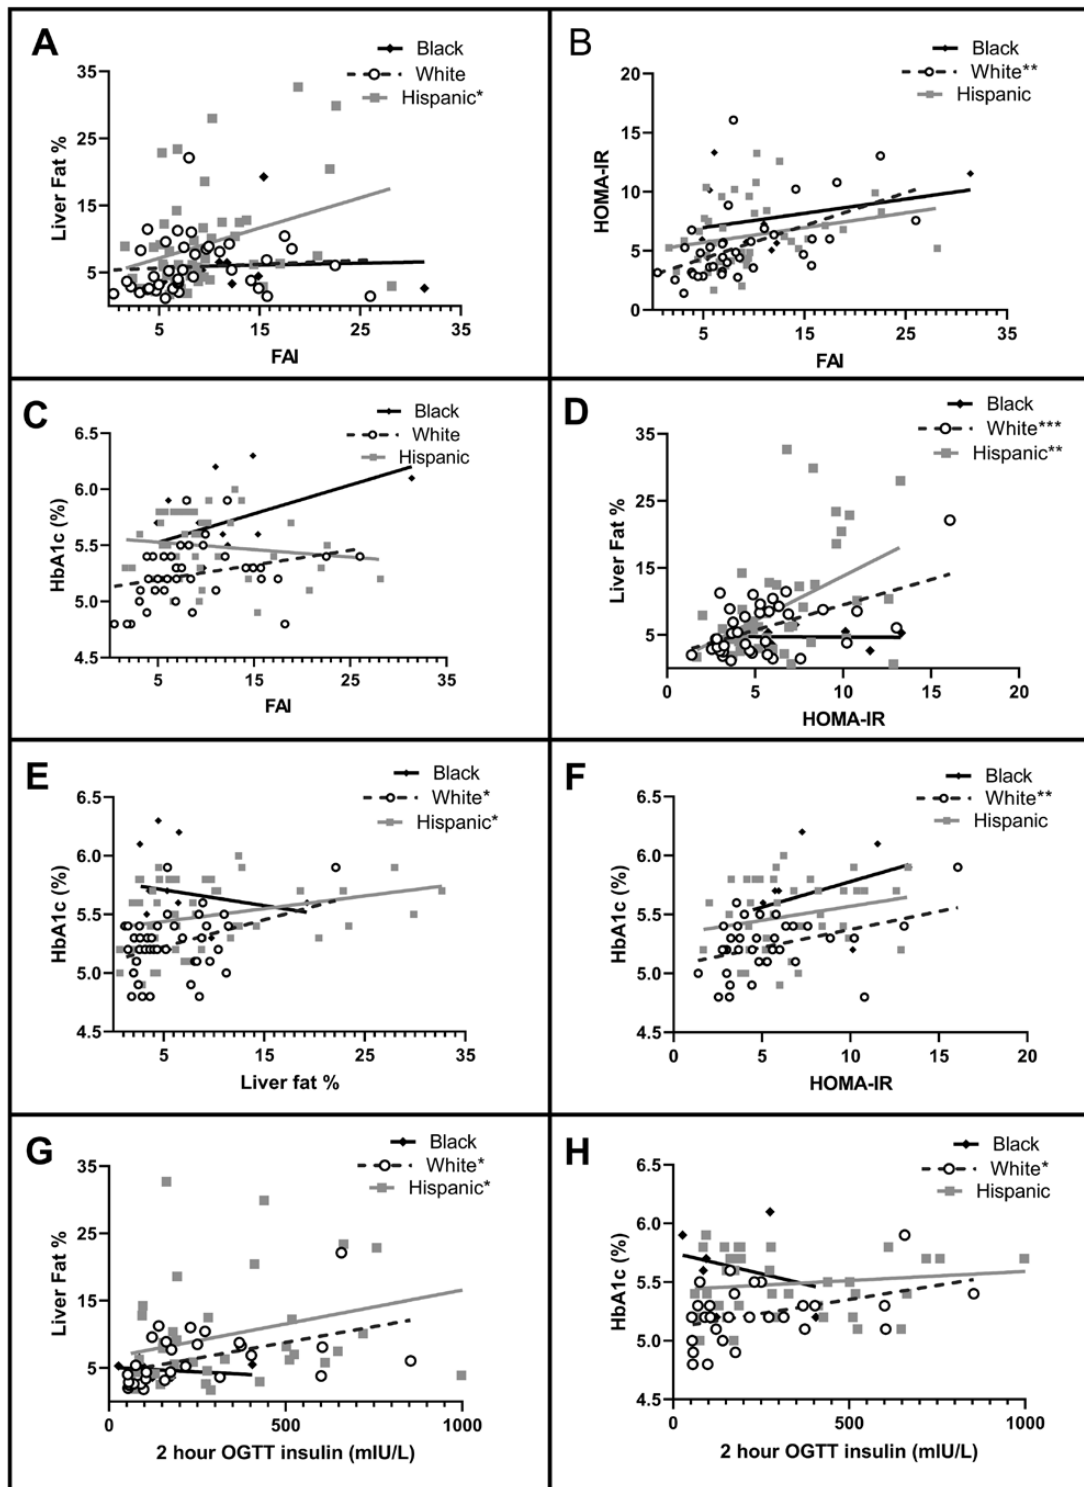 A
Black
White
Hispanic*
35
25
15
5
Liver Fat %
5
15
25
35
FAI
B
Black
White**
Hispanic
20
15
10
5
0
HOMA-IR
5
15
25
35
FAI
C
Black
White
Hispanic
6.5
6.0
5.5
5.0
4.5
HbA1c (%)
5
15
25
35
FAI
D
Black
White***
Hispanic**
35
25
15
5
Liver Fat %
0
5
10
15
20
HOMA-IR
E
Black
White*
Hispanic*
6.5
6.0
5.5
5.0
4.5
HbA1c (%)
5
15
25
35
Liver fat %
F
Black
White**
Hispanic
6.5
6.0
5.5
5.0
4.5
HbA1c (%)
0
5
10
15
20
HOMA-IR
G
Black
White*
Hispanic*
35
25
15
5
Liver Fat %
0
500
1000
2 hour OGTT insulin (mIU/L)
H
Black
White*
Hispanic
6.5
6.0
5.5
5.0
4.5
HbA1c (%)
0
500
1000
2 hour OGTT insulin (mIU/L)